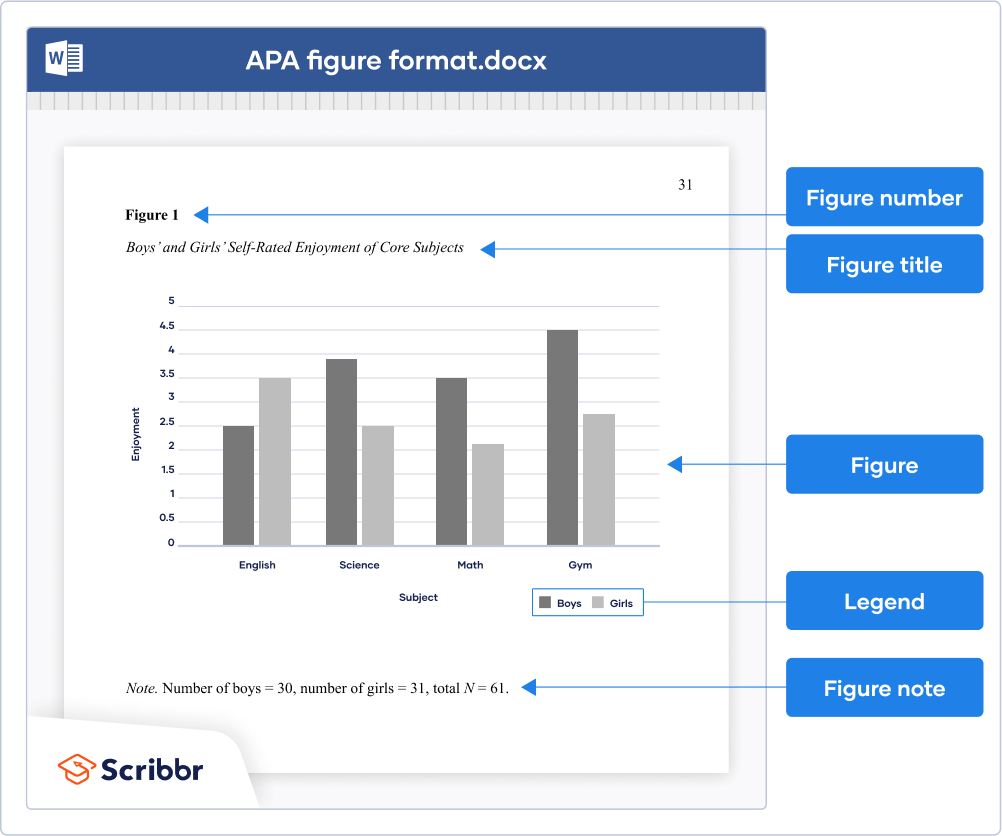 W
APA figure format.docx
31
Figure 1
Figure number
Boys’ and Girls’ Self-Rated Enjoyment of Core Subjects
Figure title
5
4.5
4
3.5
3
2.5
2
1.5
1
0.5
0
Enjoyment
English Science Math Gym
Subject
Boys Girls
Figure
Legend
Note. Number of boys = 30, number of girls = 31, total N = 61.
Figure note
Scribbr